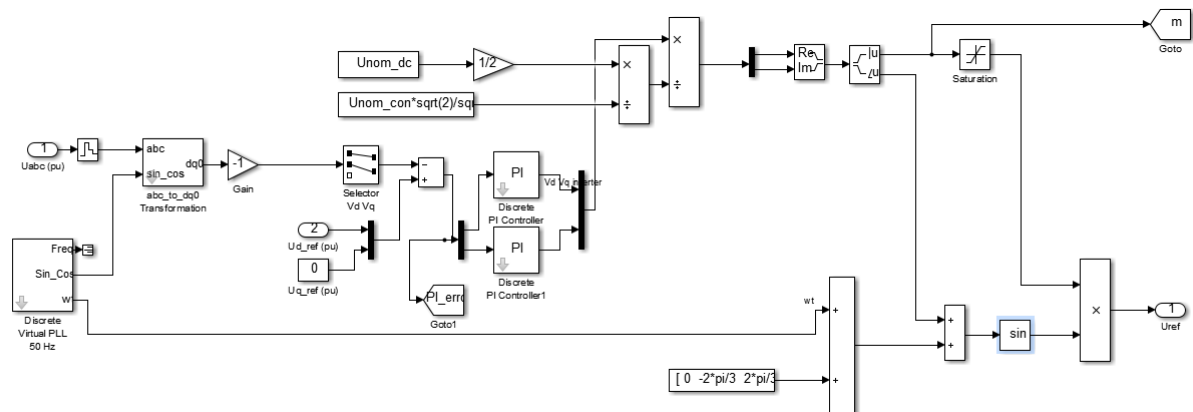 m
Goto
Unom_dc
1/2
×
÷
×
÷
Re
Im
|u|
∠u
Saturation
Unom_con*sqrt(2)/sq
1
Uabc (pu)
abc
sin_cos
dq0
abc_to_dq0
Transformation
-1
Gain
Selector
Vd Vq
−
+
PI
Discrete
PI Controller
Vd Vq inverter
2
Ud_ref (pu)
0
Uq_ref (pu)
PI
Discrete
PI Controller1
PI_erro
Goto1
Freq
Sin_Cos
w
Discrete
Virtual PLL
50 Hz
wt
+
+
[ 0 -2*pi/3 2*pi/3
+
+
sin
×
1
Uref